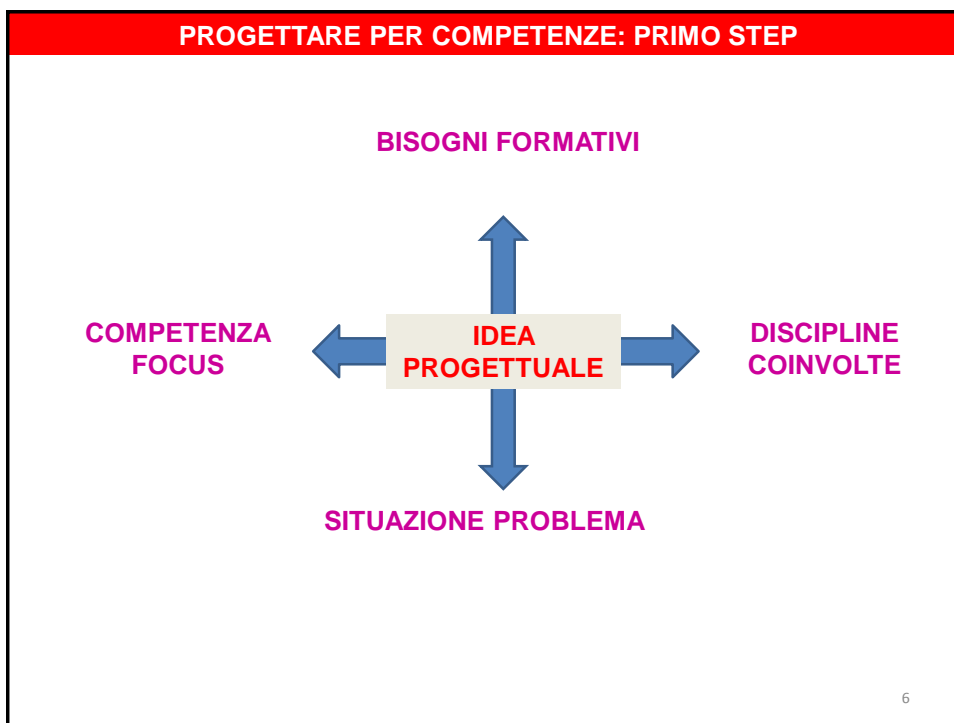 PROGETTARE PER COMPETENZE: PRIMO STEP
BISOGNI FORMATIVI
COMPETENZA
FOCUS
IDEA
PROGETTUALE
DISCIPLINE
COINVOLTE
SITUAZIONE PROBLEMA
6